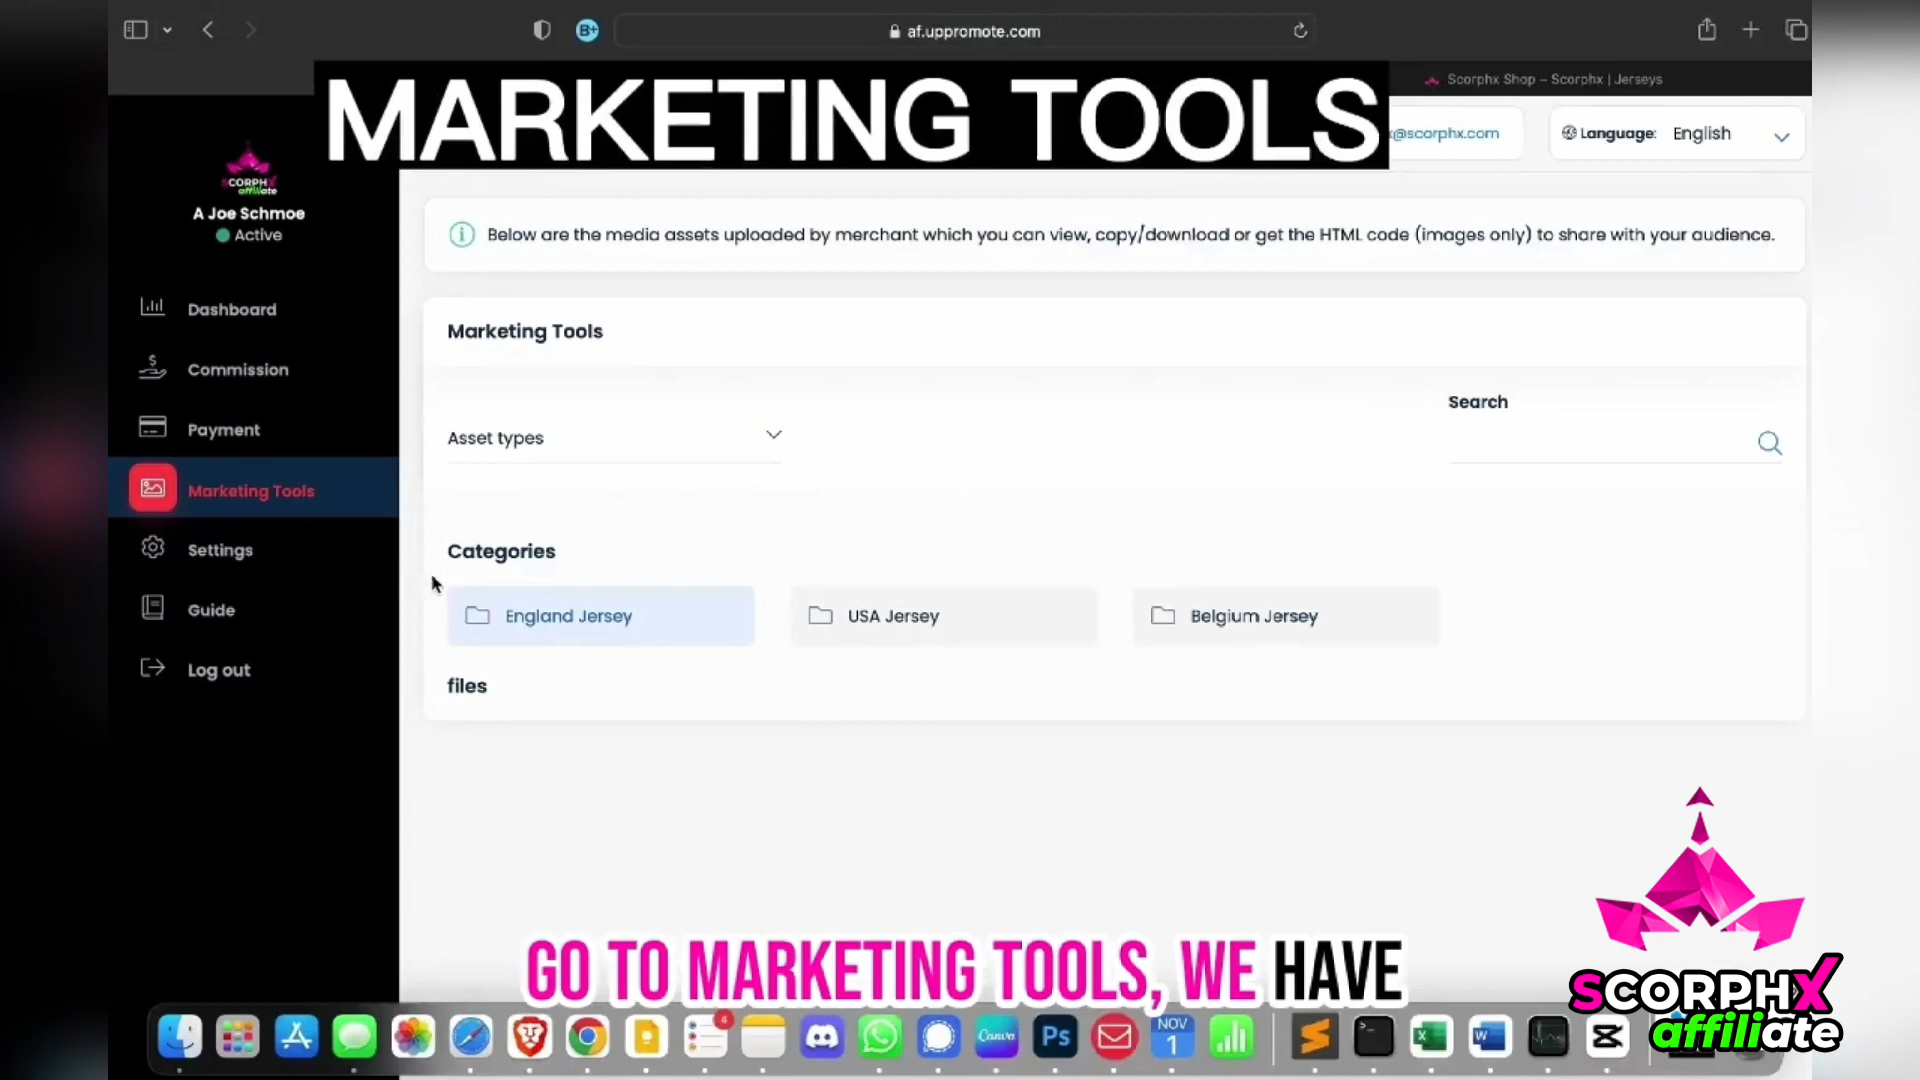 af.uppromote.com
MARKETING TOOLS
Scorphx Shop – Scorphx | Jerseys
@scorphx.com
Language: English
SCORPHX
affiliate
A Joe Schmoe
Active
Below are the media assets uploaded by merchant which you can view, copy/download or get the HTML code (images only) to share with your audience.
Dashboard
Commission
Payment
Marketing Tools
Settings
Guide
Log out
Marketing Tools
Search
Asset types
Categories
England Jersey
USA Jersey
Belgium Jersey
files
GO TO MARKETING TOOLS, WE HAVE
SCORPHX
affiliate
4
Canva
Ps
NOV
1